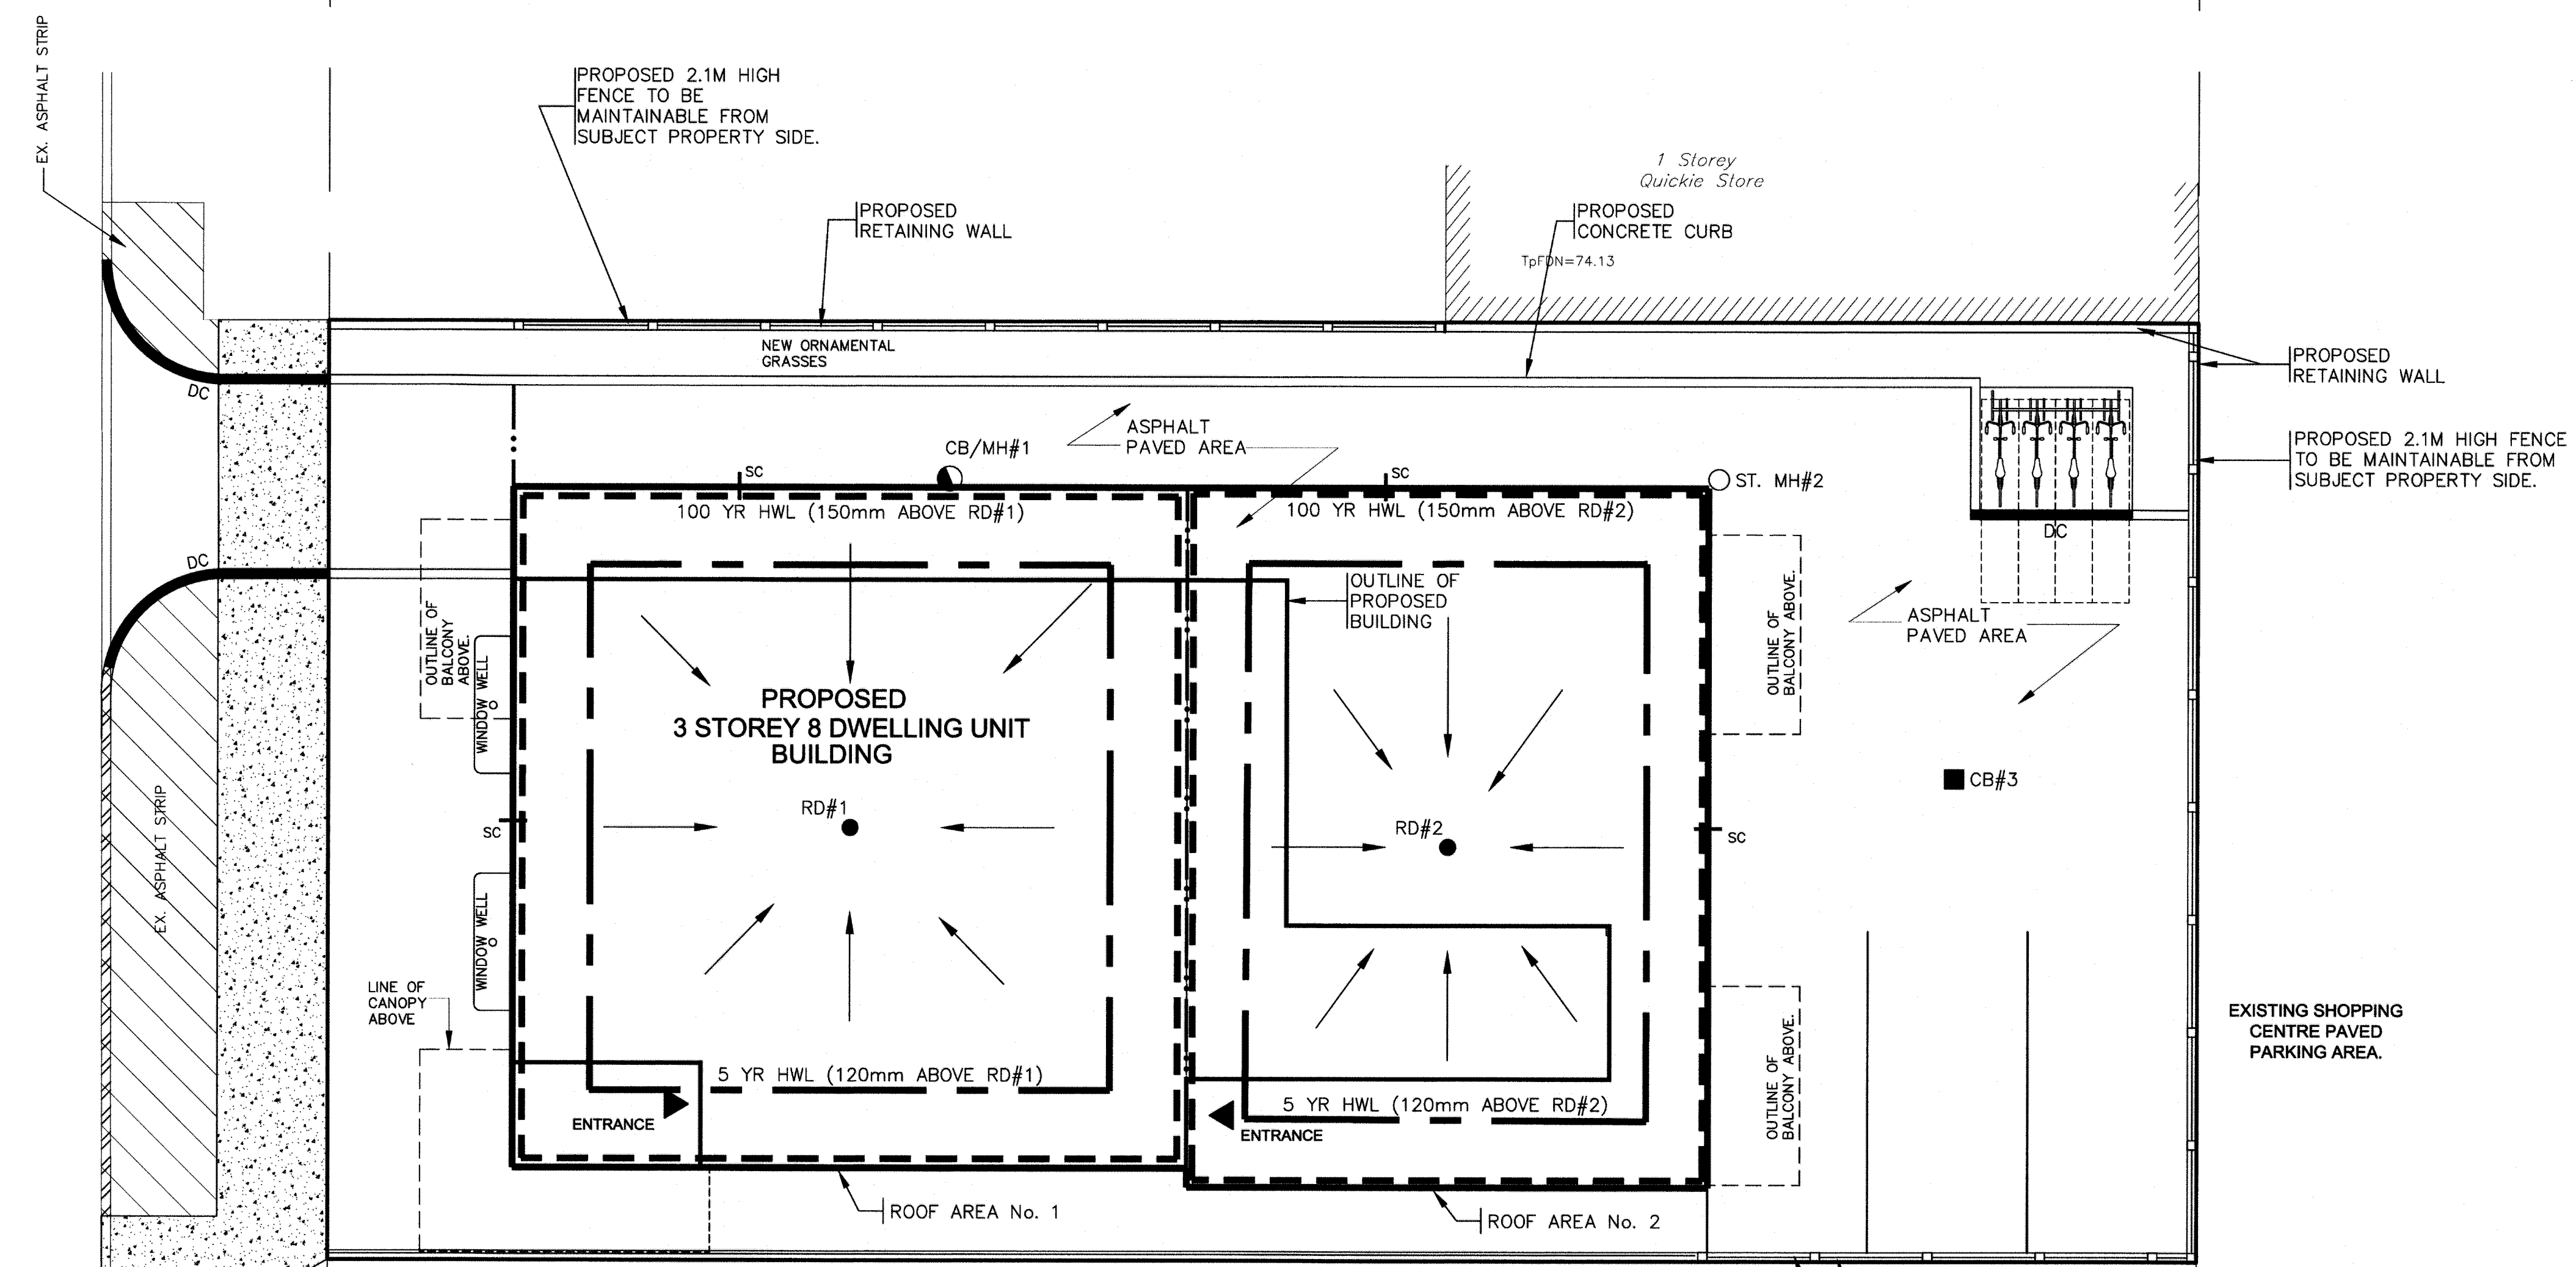 EX. ASPHALT STRIP
PROPOSED 2.1M HIGH
FENCE TO BE
MAINTAINABLE FROM
SUBJECT PROPERTY SIDE.
PROPOSED
RETAINING WALL
1 Storey
Quickie Store
PROPOSED
CONCRETE CURB
TpFDN=74.13
NEW ORNAMENTAL
GRASSES
PROPOSED
RETAINING WALL
DC
ASPHALT
PAVED AREA
CB/MH#1
SC
SC
ST. MH#2
PROPOSED 2.1M HIGH FENCE
TO BE MAINTAINABLE FROM
SUBJECT PROPERTY SIDE.
100 YR HWL (150mm ABOVE RD#1)
100 YR HWL (150mm ABOVE RD#2)
DC
DC
OUTLINE OF
BALCONY
ABOVE.
OUTLINE OF
PROPOSED
BUILDING
OUTLINE OF
BALCONY ABOVE.
ASPHALT
PAVED AREA
WINDOW WELL
PROPOSED
3 STOREY 8 DWELLING UNIT
BUILDING
CB#3
RD#1
RD#2
SC
SC
EX. ASPHALT STRIP
WINDOW WELL
LINE OF
CANOPY
ABOVE
EXISTING SHOPPING
CENTRE PAVED
PARKING AREA.
OUTLINE OF
BALCONY ABOVE.
5 YR HWL (120mm ABOVE RD#1)
5 YR HWL (120mm ABOVE RD#2)
ENTRANCE
ENTRANCE
ROOF AREA No. 1
ROOF AREA No. 2